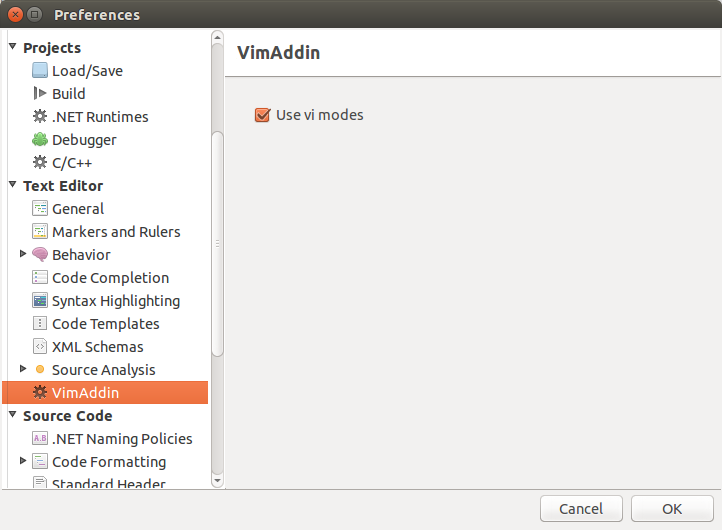 Preferences
Projects
Load/Save
Build
.NET Runtimes
Debugger
C/C++
Text Editor
General
Markers and Rulers
Behavior
Code Completion
Syntax Highlighting
Code Templates
XML Schemas
Source Analysis
VimAddin
Source Code
.NET Naming Policies
Code Formatting
Standard Header
VimAddin
Use vi modes
Cancel
OK